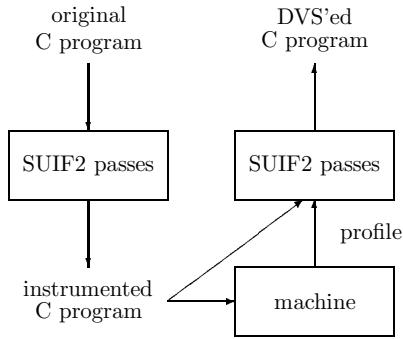 original
C program
DVS'ed
C program
SUIF2 passes
SUIF2 passes
profile
instrumented
C program
machine